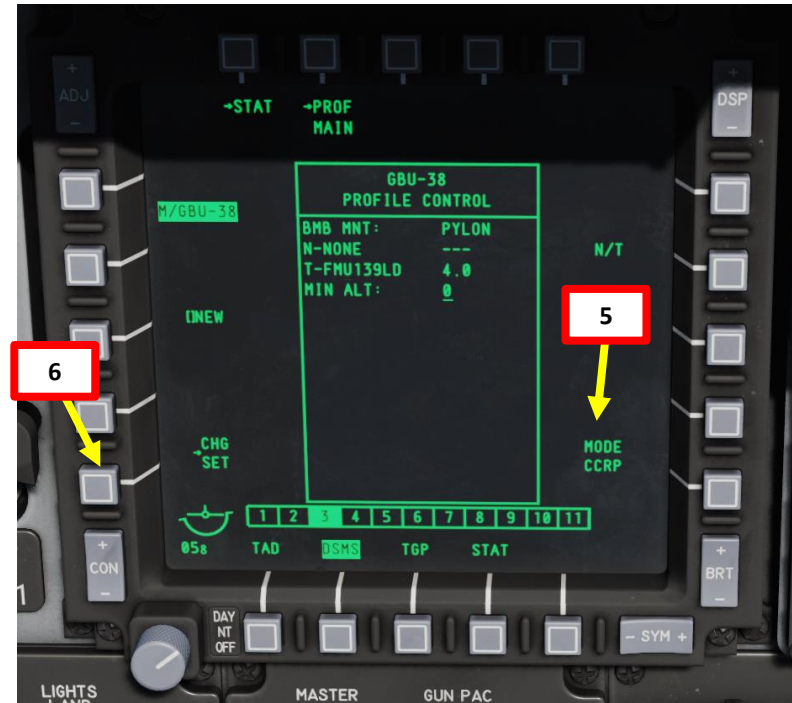 +
ADJ
-
+
DSP
-
→STAT
→PROF
MAIN
M/GBU-38
GBU-38
PROFILE CONTROL
BMB MNT: PYLON
N-NONE ---
T-FMU139LD 4.0
MIN ALT: 0
N/T
[]NEW
5
6
→CHG
SET
MODE
CCRP
1 2 3 4 5 6 7 8 9 10 11
058
TAD DSMS TGP STAT
+
CON
-
+
BRT
-
1
DAY
NT
OFF
- SYM +
LIGHTS
MASTER
GUN PAC